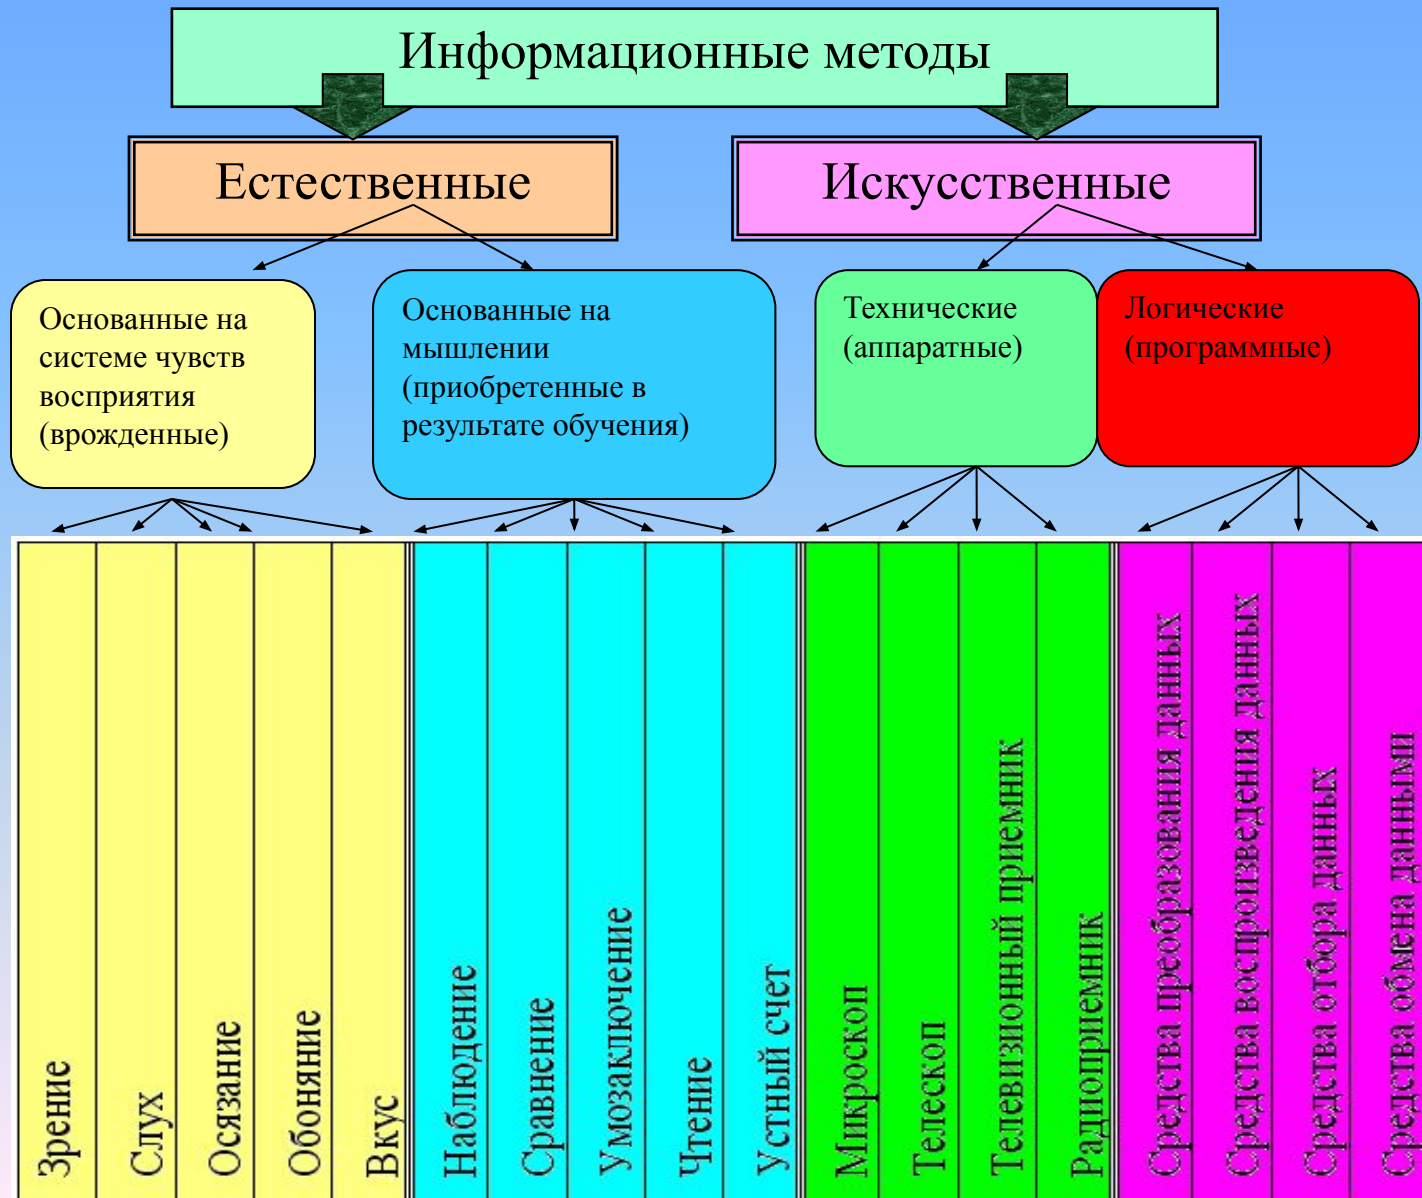 Информационные методы
Естественные
Искусственные
Основанные на
системе чувств
восприятия
(врожденные)
Основанные на
мышлении
(приобретенные в
результате обучения)
Технические
(аппаратные)
Логические
(программные)
Зрение
Слух
Осязание
Обоняние
Вкус
Наблюдение
Сравнение
Умозаключение
Чтение
Устный счет
Микроскоп
Телескоп
Телевизионный приемник
Радиоприемник
Средства преобразования данных
Средства воспроизведения данных
Средства отбора данных
Средства обмена данными